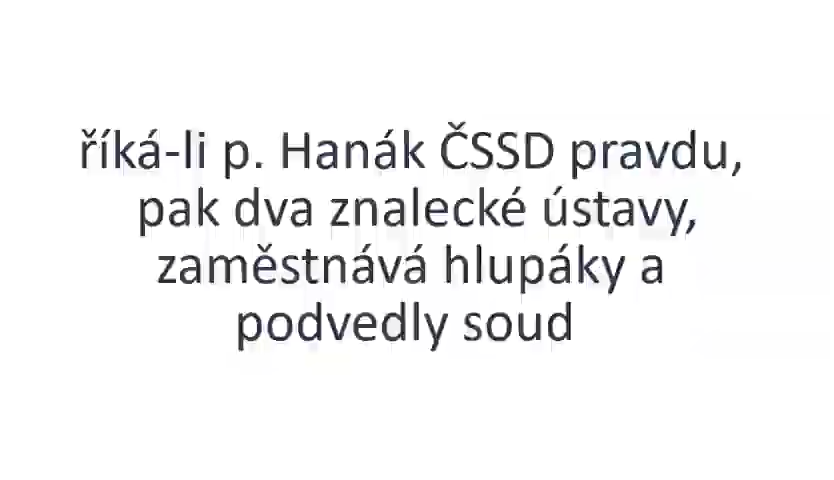 říká-li p. Hanák ČSSD pravdu,
pak dva znalecké ústavy,
zaměstnává hlupáky a
podvedly soud